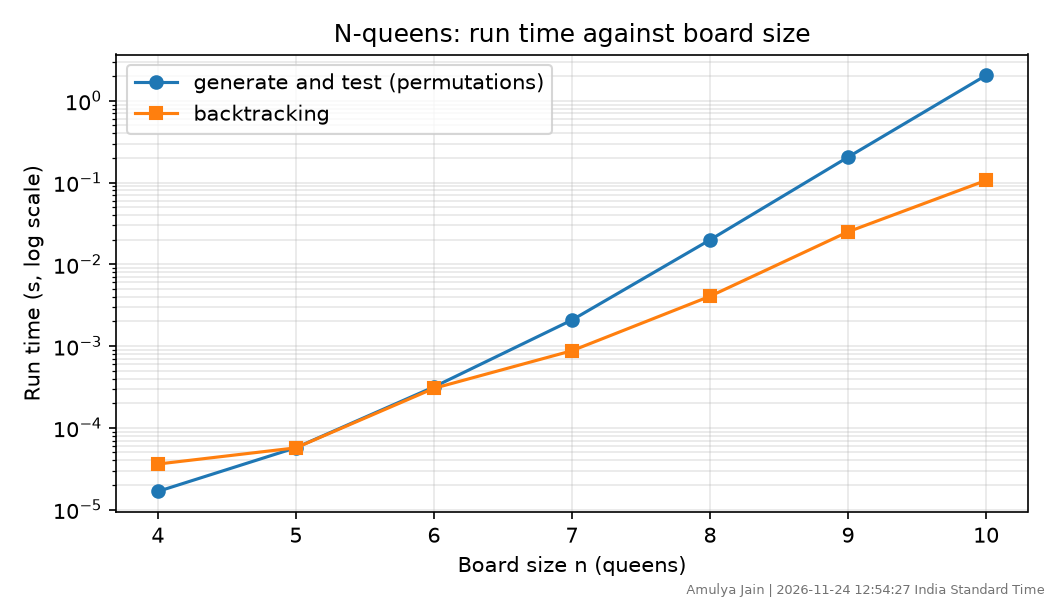 N-queens: run time against board size
generate and test (permutations)
backtracking
Run time (s, log scale)
10⁰
10⁻¹
10⁻²
10⁻³
10⁻⁴
10⁻⁵
4 5 6 7 8 9 10
Board size n (queens)
Amulya Jain | 2026-11-24 12:54:27 India Standard Time